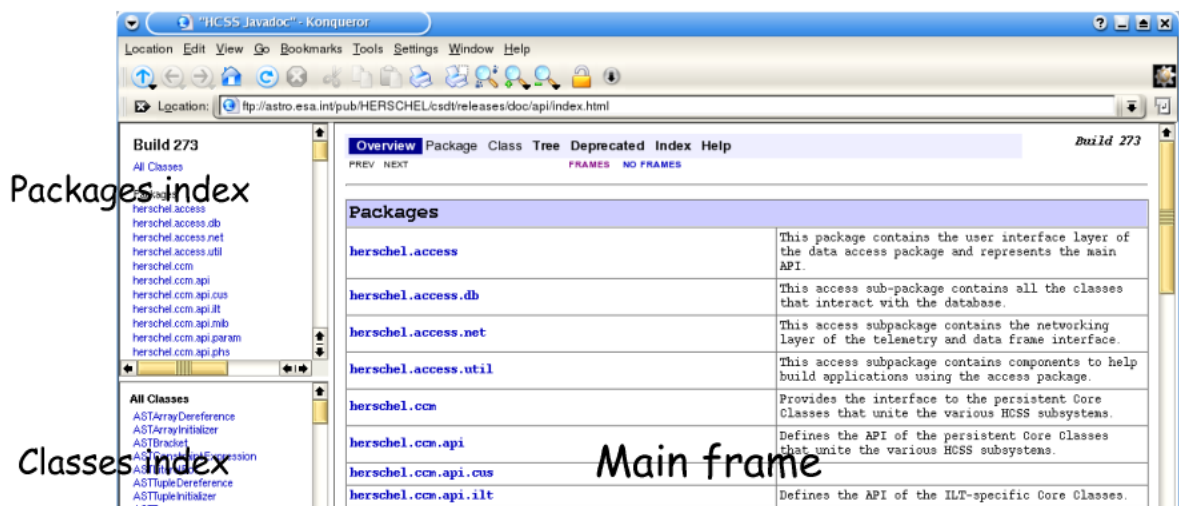 "HCSS Javadoc" - Konqueror
Location Edit View Go Bookmarks Tools Settings Window Help
Location: ftp://astro.esa.int/pub/HERSCHEL/csdt/releases/doc/api/index.html
Build 273
All Classes
Packages index
Packages
herschel.access
herschel.access.db
herschel.access.net
herschel.access.util
herschel.ccm
herschel.ccm.api
herschel.ccm.api.cus
herschel.ccm.api.ilt
herschel.ccm.api.mib
herschel.ccm.api.param
herschel.ccm.api.phs
All Classes
ASTArrayDereference
ASTArrayInitializer
ASTBracket
Classes index
ASTTupleDereference
ASTTupleInitializer
Overview Package Class Tree Deprecated Index Help
Build 273
PREV NEXT FRAMES NO FRAMES
Packages
herschel.access
This package contains the user interface layer of
the data access package and represents the main
API.
herschel.access.db
This access sub-package contains all the classes
that interact with the database.
herschel.access.net
This access subpackage contains the networking
layer of the telemetry and data frame interface.
herschel.access.util
This access subpackage contains components to help
build applications using the access package.
herschel.ccm
Provides the interface to the persistent Core
Classes that unite the various HCSS subsystems.
herschel.ccm.api
Defines the API of the persistent Core Classes
that unite the various HCSS subsystems.
Main frame
herschel.ccm.api.cus
herschel.ccm.api.ilt
Defines the API of the ILT-specific Core Classes.